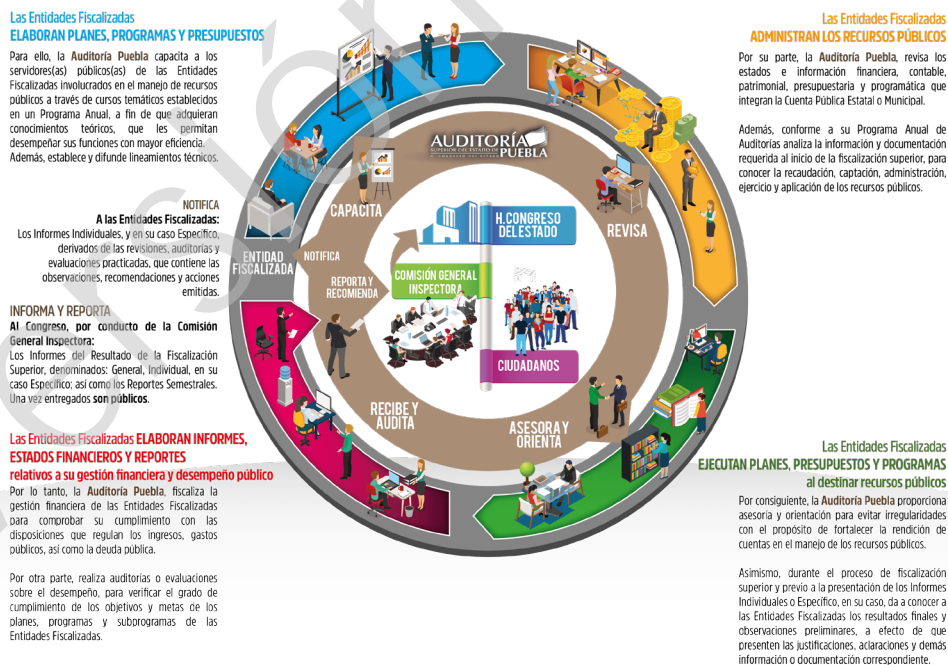 Las Entidades Fiscalizadas
ELABORAN PLANES, PROGRAMAS Y PRESUPUESTOS
Para ello, la Auditoría Puebla capacita a los
servidores(as) públicos(as) de las Entidades
Fiscalizadas involucrados en el manejo de recursos
públicos a través de cursos temáticos establecidos
en un Programa Anual, a fin de que adquieran
conocimientos teóricos, que les permitan
desempeñar sus funciones con mayor eficiencia.
Además, establece y difunde lineamientos técnicos.
NOTIFICA
A las Entidades Fiscalizadas:
Los Informes Individuales, y en su caso Específico,
derivados de las revisiones, auditorías y
evaluaciones practicadas, que contiene las
observaciones, recomendaciones y acciones
emitidas.
INFORMA Y REPORTA
Al Congreso, por conducto de la Comisión
General Inspectora:
Los Informes del Resultado de la Fiscalización
Superior, denominados: General, Individual, en su
caso Específico; así como los Reportes Semestrales.
Una vez entregados son públicos.
Las Entidades Fiscalizadas ELABORAN INFORMES,
ESTADOS FINANCIEROS Y REPORTES
relativos a su gestión financiera y desempeño público
Por lo tanto, la Auditoría Puebla, fiscaliza la
gestión financiera de las Entidades Fiscalizadas
para comprobar su cumplimiento con las
disposiciones que regulan los ingresos, gastos
públicos, así como la deuda pública.
Por otra parte, realiza auditorías o evaluaciones
sobre el desempeño, para verificar el grado de
cumplimiento de los objetivos y metas de los
planes, programas y subprogramas de las
Entidades Fiscalizadas.
AUDITORÍA
SUPERIOR DEL ESTADO DE
PUEBLA
H. CONGRESO DEL ESTADO
CAPACITA
REVISA
ENTIDAD
FISCALIZADA
NOTIFICA
REPORTA Y
RECOMIENDA
H.CONGRESO
DEL ESTADO
COMISIÓN GENERAL
INSPECTORA
CIUDADANOS
RECIBE Y
AUDITA
ASESORA Y
ORIENTA
Las Entidades Fiscalizadas
ADMINISTRAN LOS RECURSOS PÚBLICOS
Por su parte, la Auditoría Puebla, revisa los
estados e información financiera, contable,
patrimonial, presupuestaria y programática que
integran la Cuenta Pública Estatal o Municipal.
Además, conforme a su Programa Anual de
Auditorías analiza la información y documentación
requerida al inicio de la fiscalización superior, para
conocer la recaudación, captación, administración,
ejercicio y aplicación de los recursos públicos.
Las Entidades Fiscalizadas
EJECUTAN PLANES, PRESUPUESTOS Y PROGRAMAS
al destinar recursos públicos
Por consiguiente, la Auditoría Puebla proporciona
asesoría y orientación para evitar irregularidades
con el propósito de fortalecer la rendición de
cuentas en el manejo de los recursos públicos.
Asimismo, durante el proceso de fiscalización
superior y previo a la presentación de los Informes
Individuales o Específico, en su caso, da a conocer a
las Entidades Fiscalizadas los resultados finales y
observaciones preliminares, a efecto de que
presenten las justificaciones, aclaraciones y demás
información o documentación correspondiente.